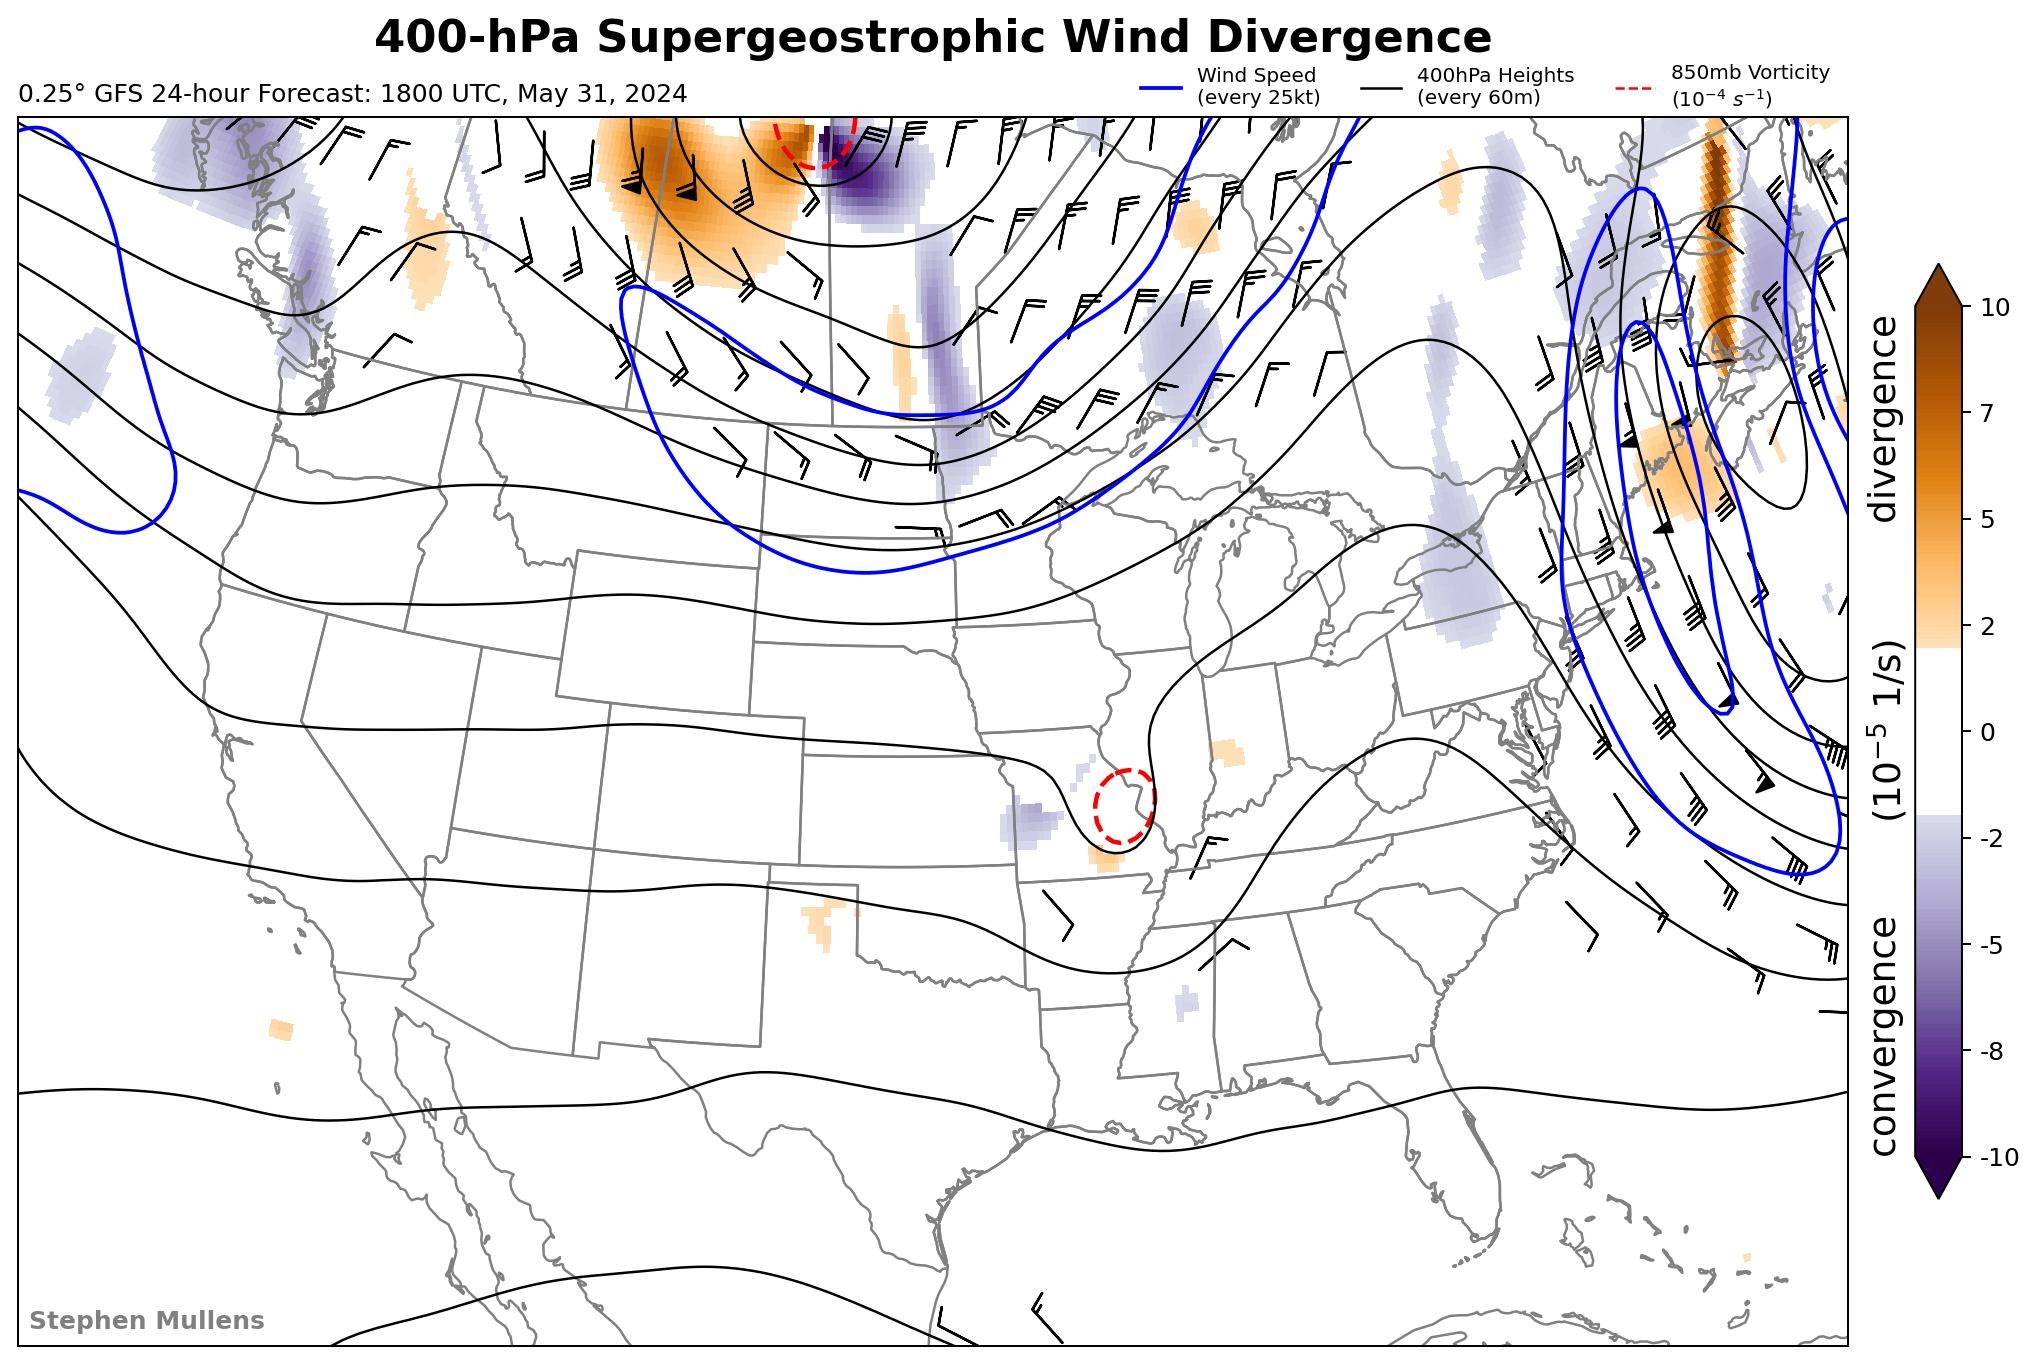 400-hPa Supergeostrophic Wind Divergence
0.25° GFS 24-hour Forecast: 1800 UTC, May 31, 2024
Wind Speed
(every 25kt)
400hPa Heights
(every 60m)
850mb Vorticity
(10⁻⁴ s⁻¹)
convergence (10⁻⁵ 1/s) divergence
10
7
5
2
0
-2
-5
-8
-10
Stephen Mullens